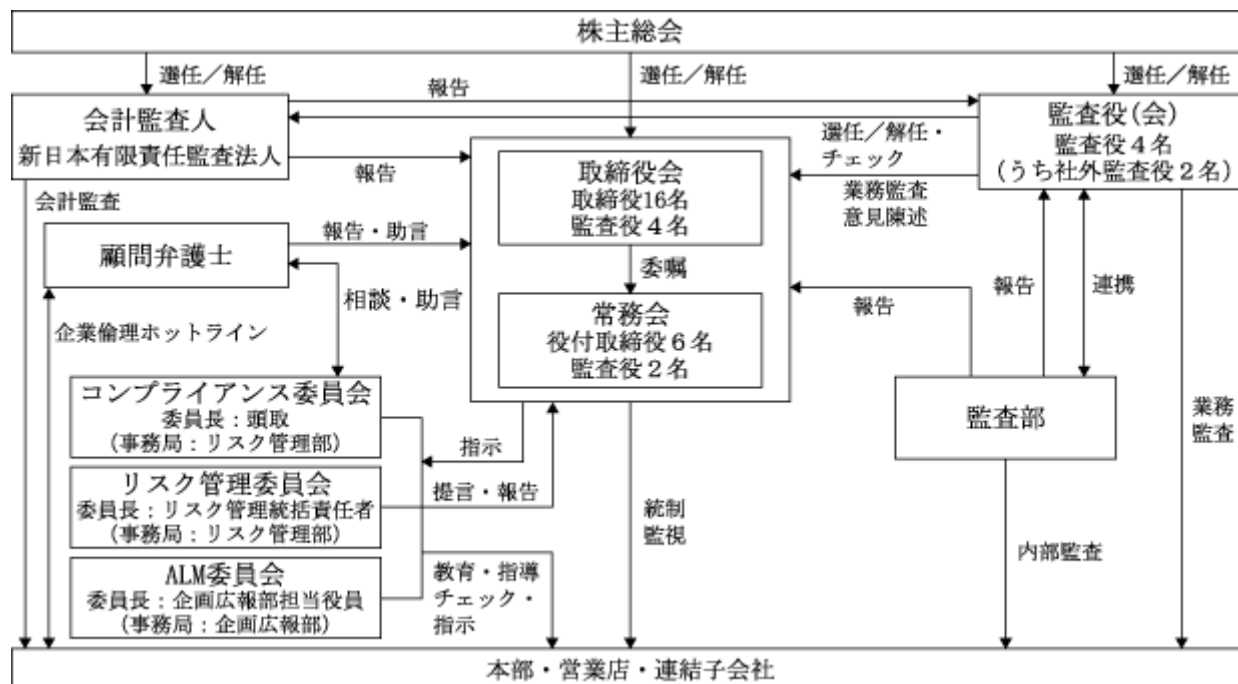 株主総会
選任／解任
選任／解任
選任／解任
報告
会計監査人
新日本有限責任監査法人
監査役(会)
監査役４名
(うち社外監査役２名)
選任／解任・
チェック
報告
取締役会
取締役16名
監査役４名
業務監査
意見陳述
会計監査
顧問弁護士
報告・助言
委嘱
相談・助言
常務会
役付取締役６名
監査役２名
報告
報告
連携
企業倫理ホットライン
コンプライアンス委員会
委員長：頭取
(事務局：リスク管理部)
監査部
業務
監査
指示
リスク管理委員会
委員長：リスク管理統括責任者
(事務局：リスク管理部)
提言・報告
統制
監視
内部監査
ALM委員会
委員長：企画広報部担当役員
(事務局：企画広報部)
教育・指導
チェック・
指示
本部・営業店・連結子会社